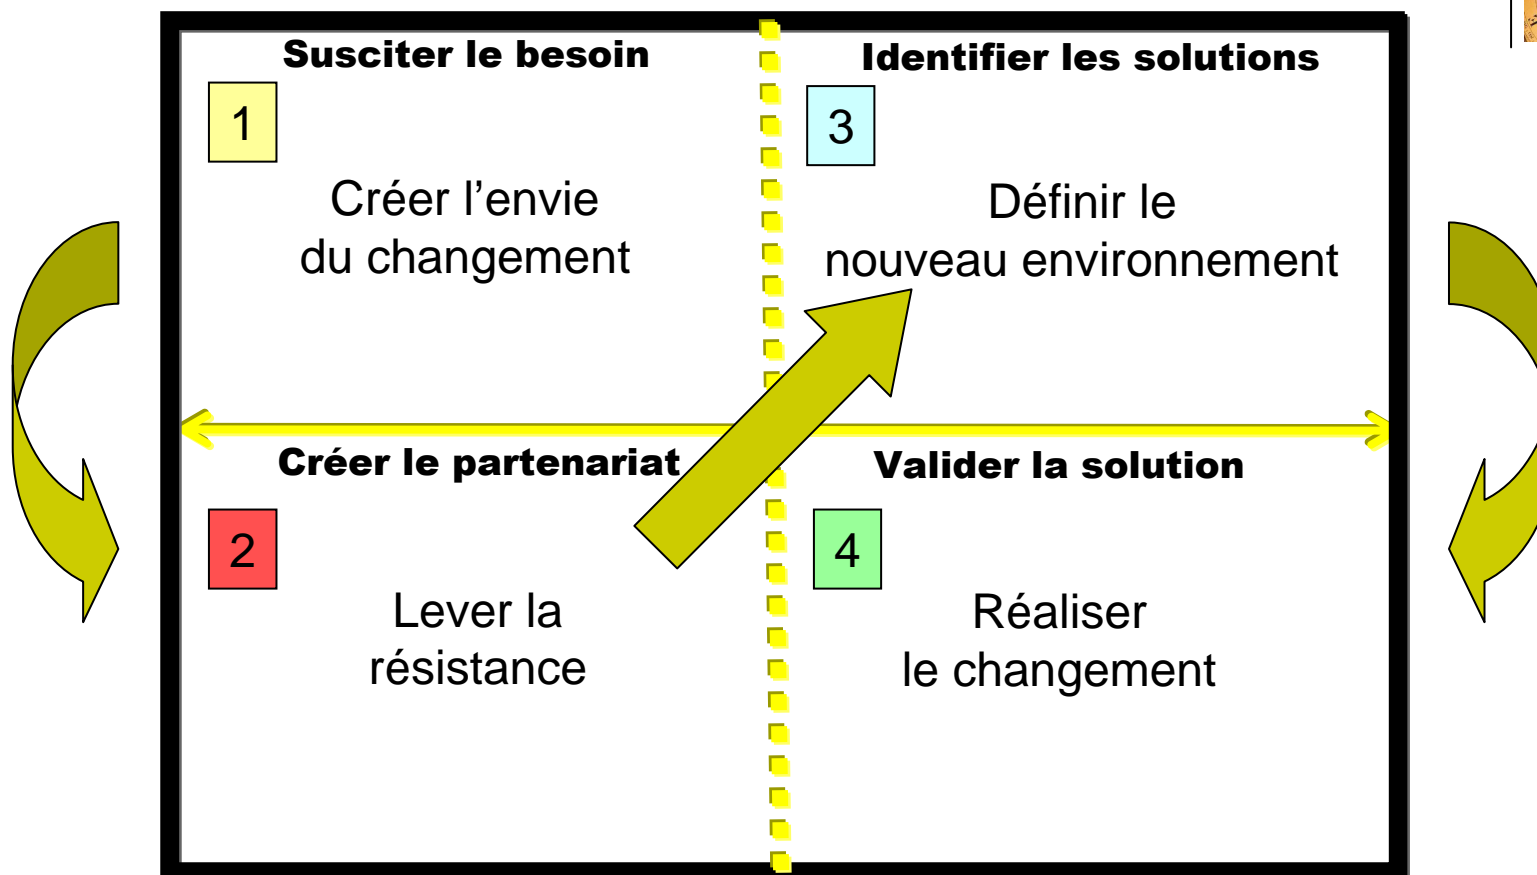 Susciter le besoin
1
Créer l’envie
du changement
Identifier les solutions
3
Définir le
nouveau environnement
Créer le partenariat
2
Lever la
résistance
Valider la solution
4
Réaliser
le changement